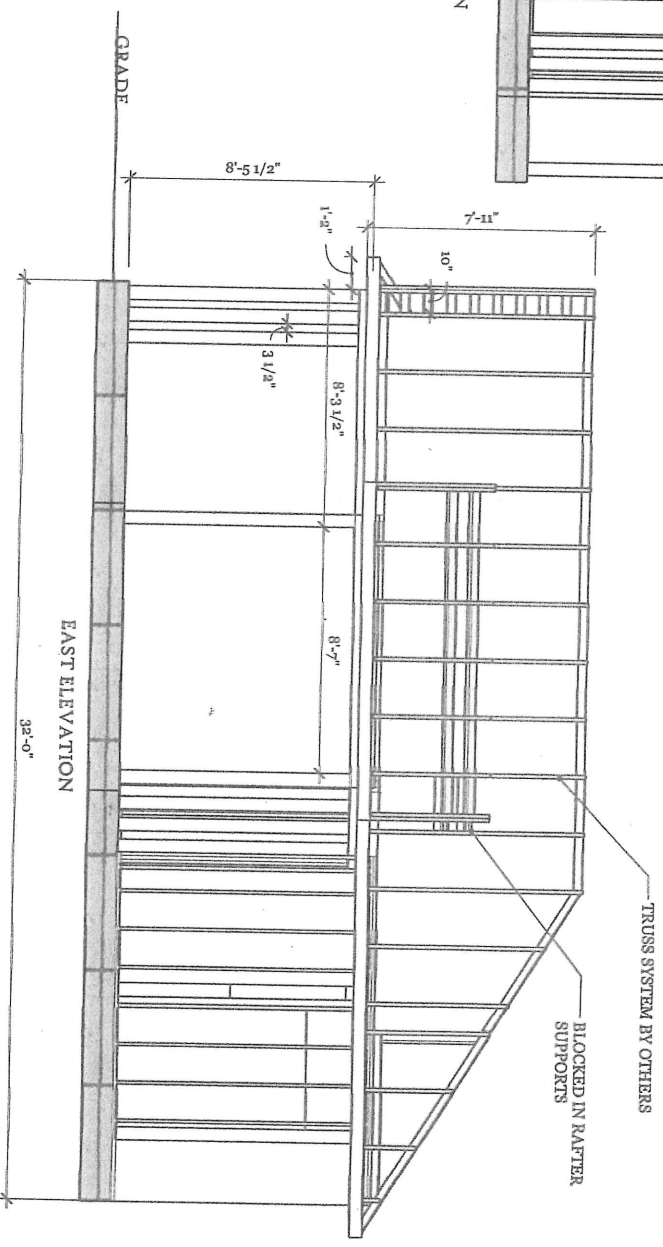 N
GRADE
8'-5 1/2"
7'-11"
1'-2"
10"
3 1/2"
8'-3 1/2"
8'-7"
EAST ELEVATION
32'-0"
TRUSS SYSTEM BY OTHERS
BLOCKED IN RAFTER
SUPPORTS